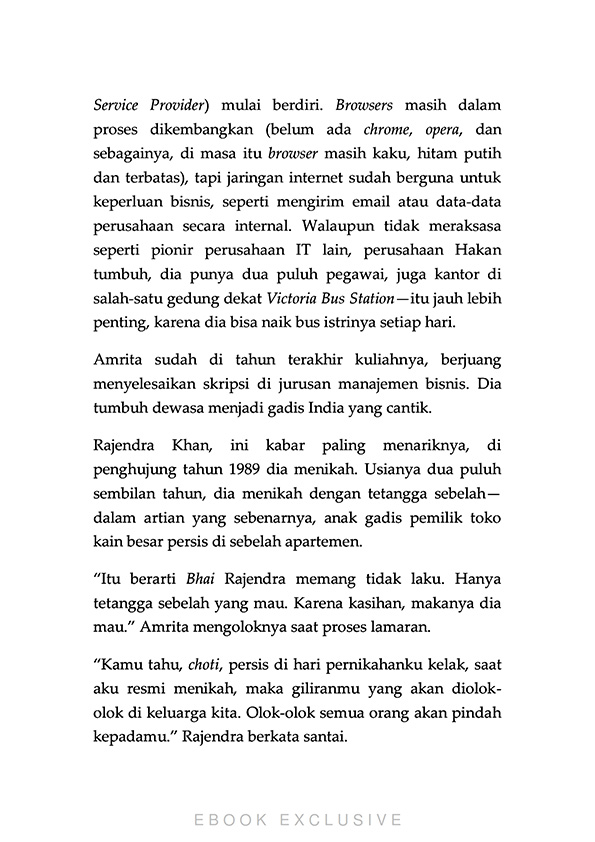 Service Provider) mulai berdiri. Browsers masih dalam
proses dikembangkan (belum ada chrome, opera, dan
sebagainya, di masa itu browser masih kaku, hitam putih
dan terbatas), tapi jaringan internet sudah berguna untuk
keperluan bisnis, seperti mengirim email atau data-data
perusahaan secara internal. Walaupun tidak meraksasa
seperti pionir perusahaan IT lain, perusahaan Hakan
tumbuh, dia punya dua puluh pegawai, juga kantor di
salah-satu gedung dekat Victoria Bus Station—itu jauh lebih
penting, karena dia bisa naik bus istrinya setiap hari.
Amrita sudah di tahun terakhir kuliahnya, berjuang
menyelesaikan skripsi di jurusan manajemen bisnis. Dia
tumbuh dewasa menjadi gadis India yang cantik.
Rajendra Khan, ini kabar paling menariknya, di
penghujung tahun 1989 dia menikah. Usianya dua puluh
sembilan tahun, dia menikah dengan tetangga sebelah—
dalam artian yang sebenarnya, anak gadis pemilik toko
kain besar persis di sebelah apartemen.
“Itu berarti Bhai Rajendra memang tidak laku. Hanya
tetangga sebelah yang mau. Karena kasihan, makanya dia
mau.” Amrita mengoloknya saat proses lamaran.
“Kamu tahu, choti, persis di hari pernikahanku kelak, saat
aku resmi menikah, maka giliranmu yang akan diolok-
olok di keluarga kita. Olok-olok semua orang akan pindah
kepadamu.” Rajendra berkata santai.
EBOOK EXCLUSIVE